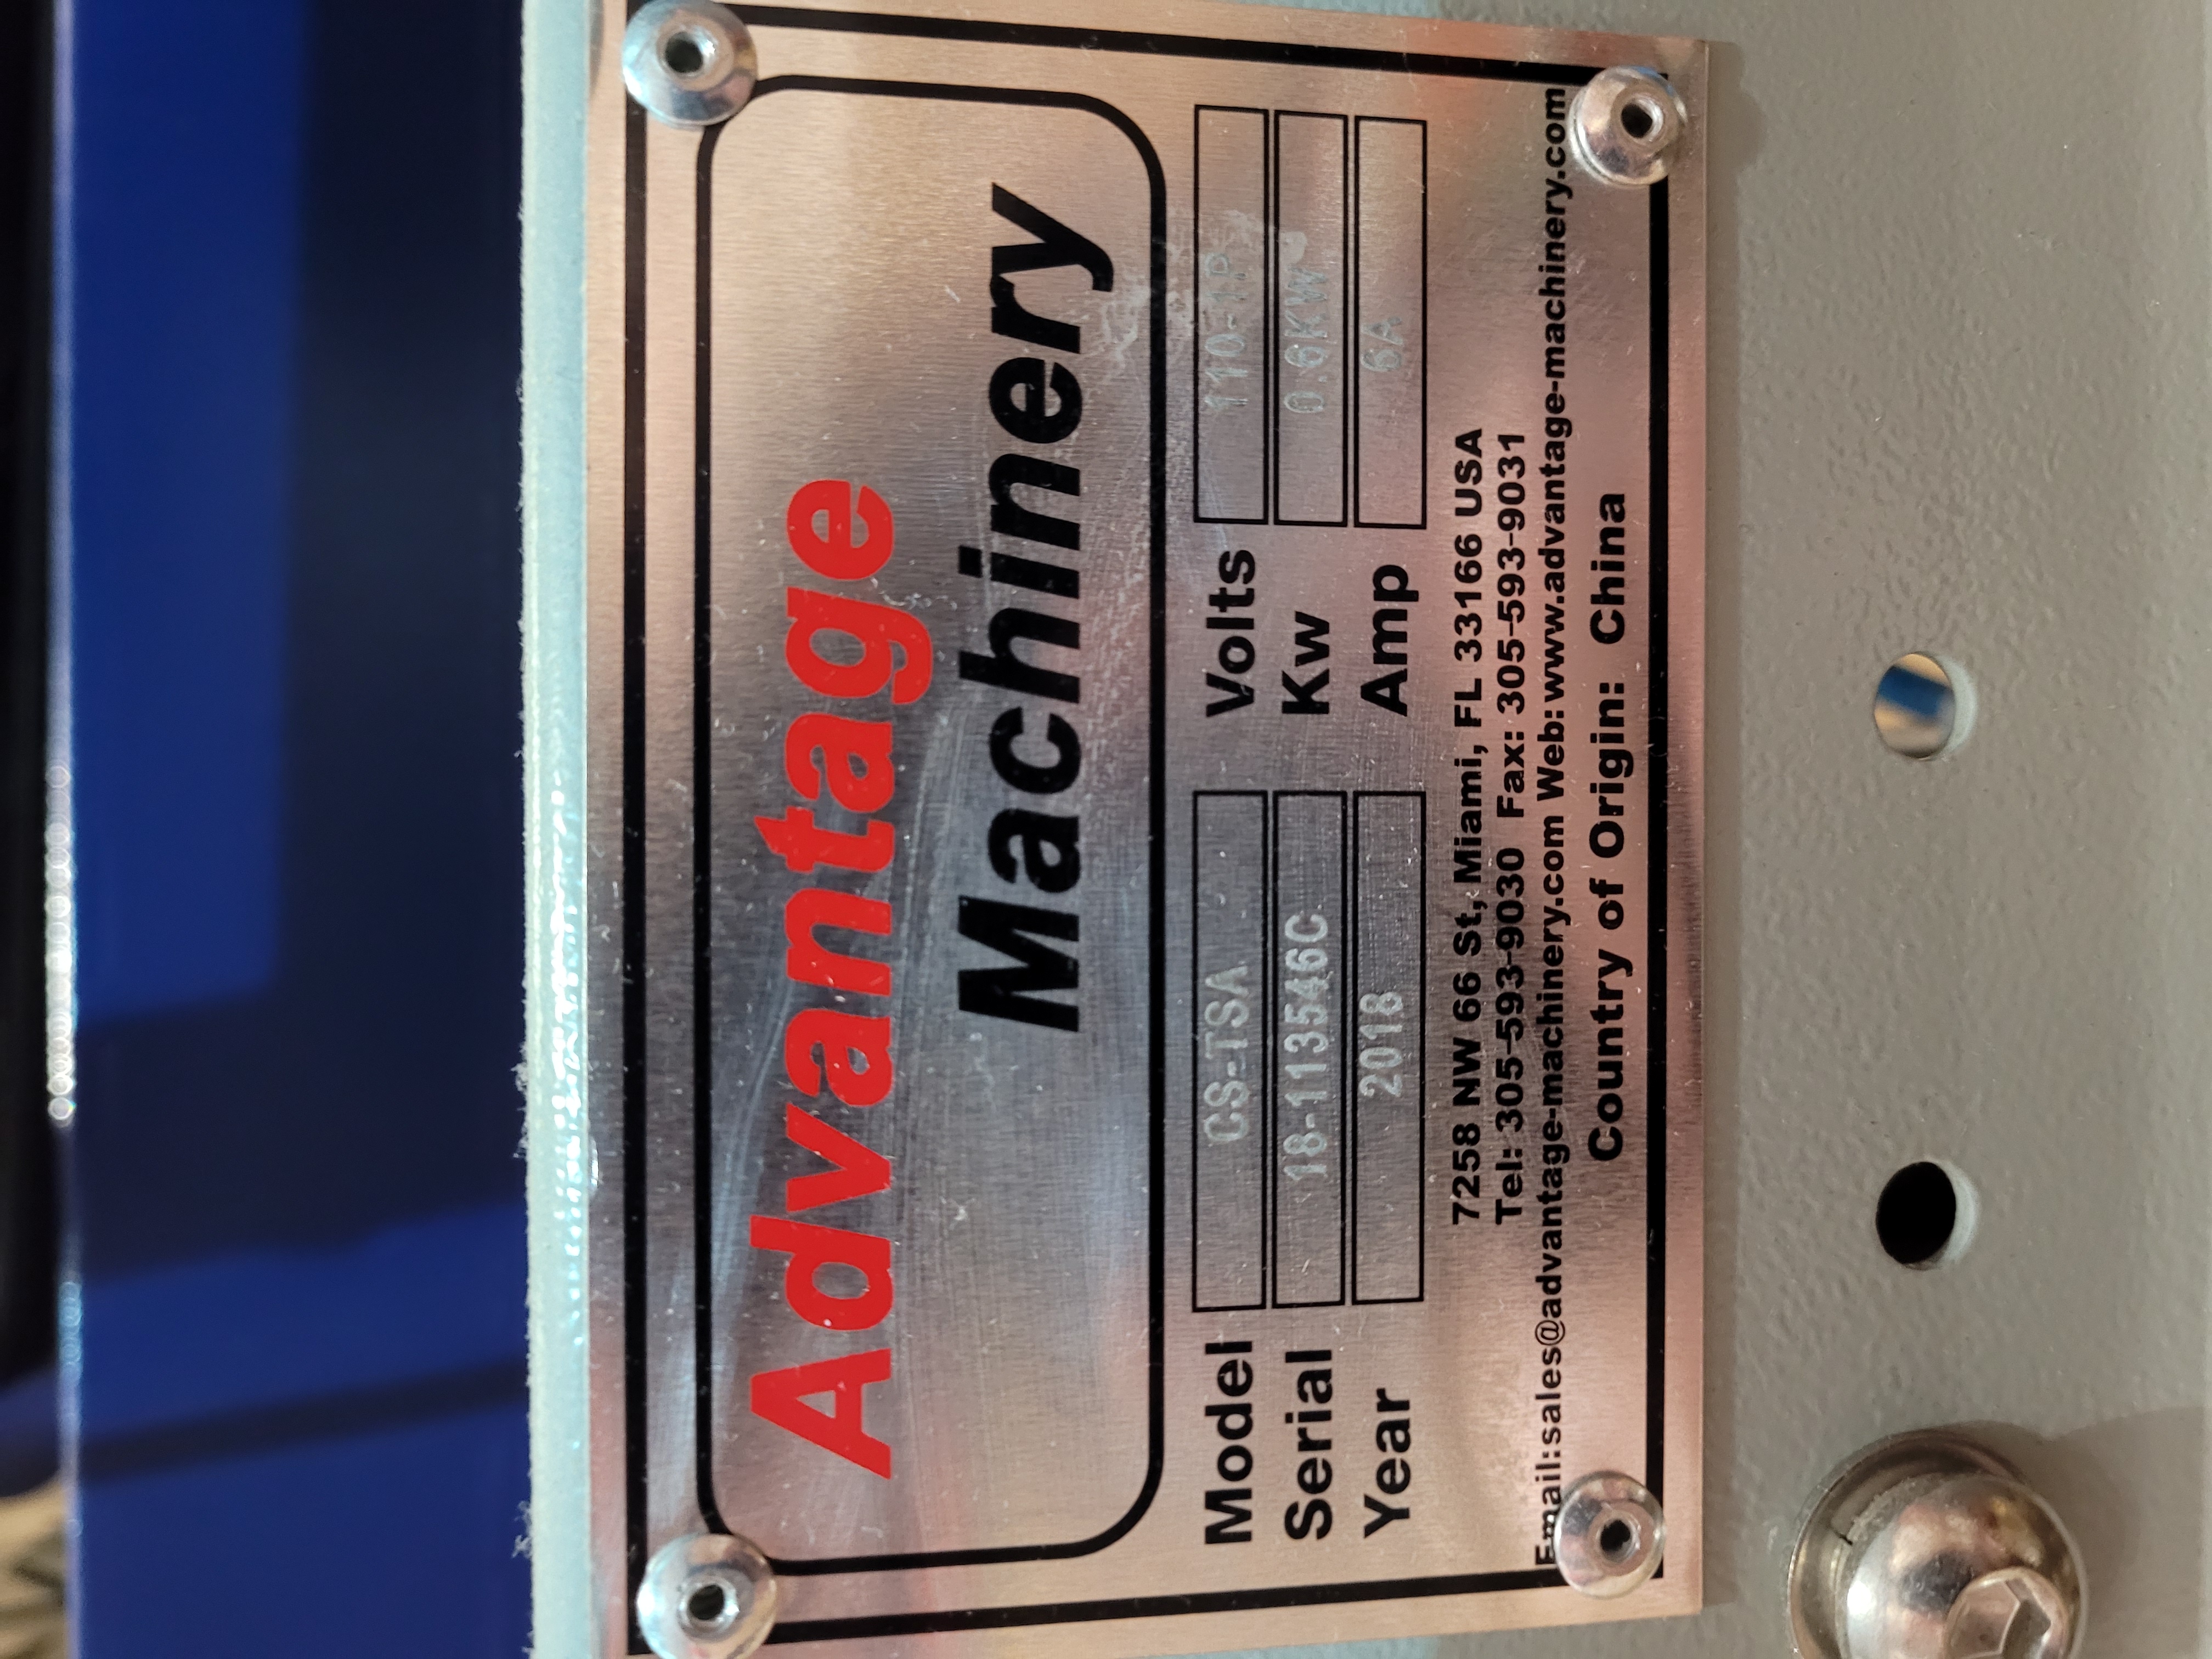 Advantage
Machinery
Model CS-TSA Volts 110-1P
Serial 18-113546C Kw 0.6KW
Year 2018 Amp 6A
7258 NW 66 St, Miami, FL 33166 USA
Tel: 305-593-9030 Fax: 305-593-9031
Email:sales@advantage-machinery.com Web:www.advantage-machinery.com
Country of Origin: China